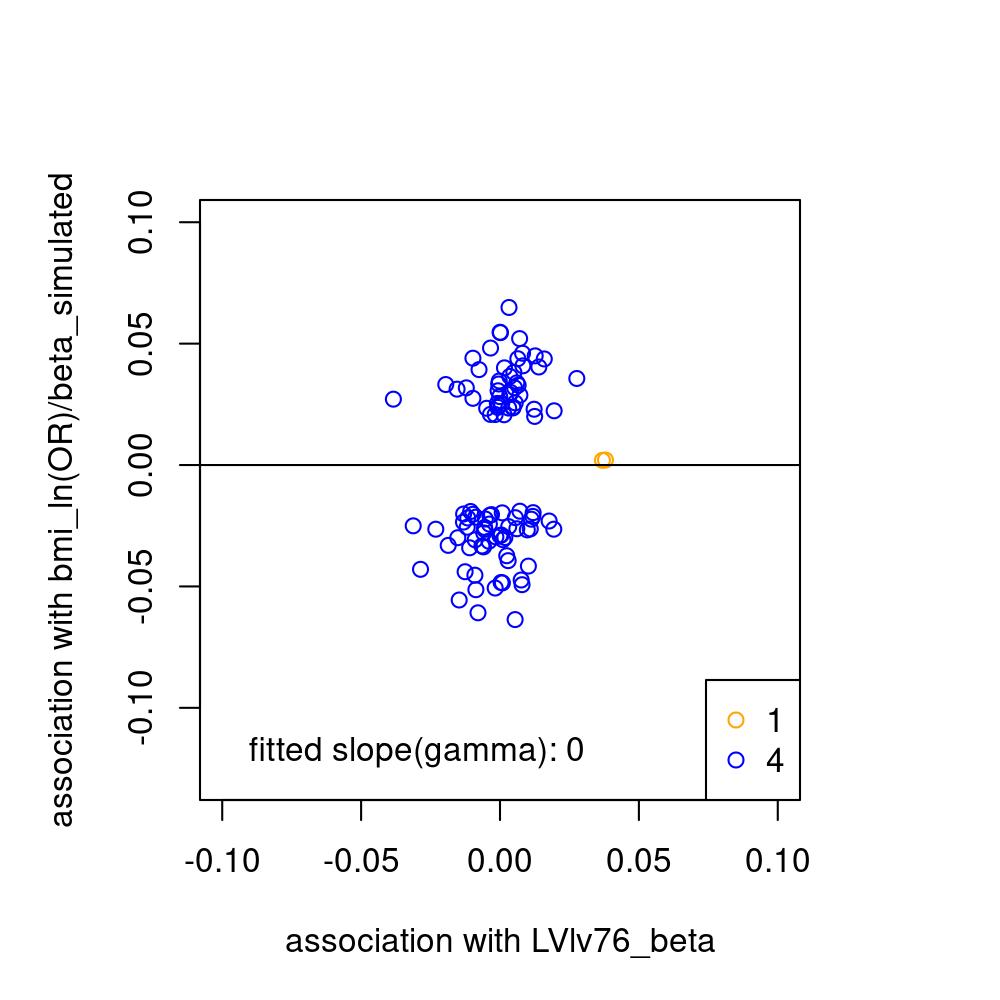 association with bmi_ln(OR)/beta_simulated
0.10
0.05
0.00
-0.05
-0.10
fitted slope(gamma): 0
1
4
-0.10 -0.05 0.00 0.05 0.10
association with LVlv76_beta